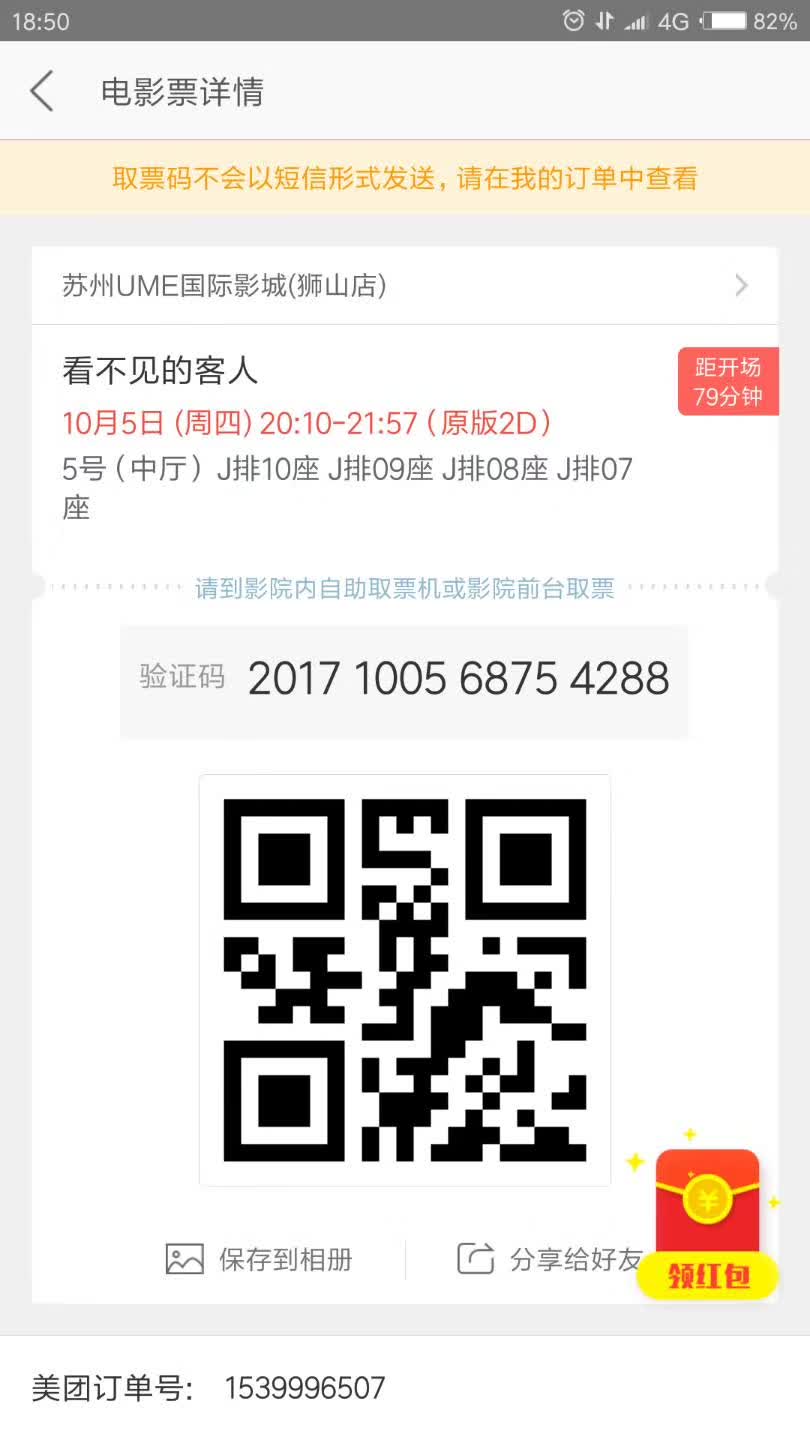 18:50 4G 82%
电影票详情
取票码不会以短信形式发送，请在我的订单中查看
苏州UME国际影城(狮山店)
看不见的客人
距开场
79分钟
10月5日 (周四) 20:10-21:57 (原版2D)
5号 (中厅) J排10座 J排09座 J排08座 J排07
座
请到影院内自助取票机或影院前台取票
验证码 2017 1005 6875 4288
保存到相册 分享给好友
领红包
美团订单号: 1539996507